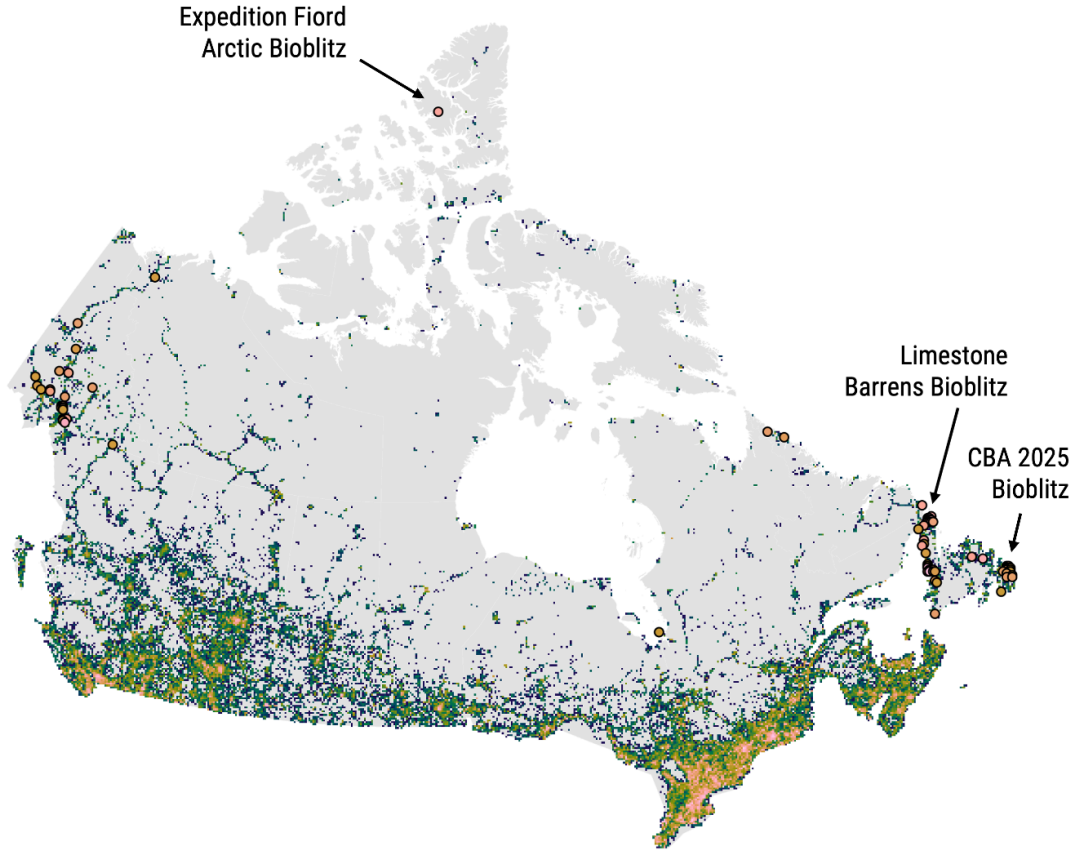 Expedition Fiord
Arctic Bioblitz
Limestone
Barrens Bioblitz
CBA 2025
Bioblitz